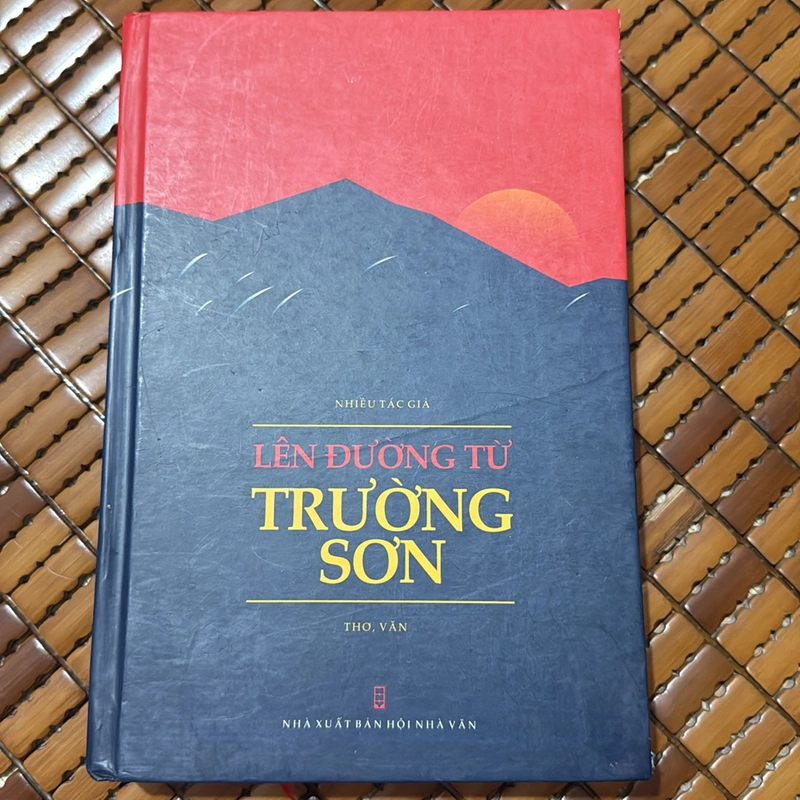 NHIỀU TÁC GIẢ
LÊN ĐƯỜNG TỪ
TRƯỜNG
SƠN
THƠ, VĂN
NHÀ XUẤT BẢN HỘI NHÀ VĂN